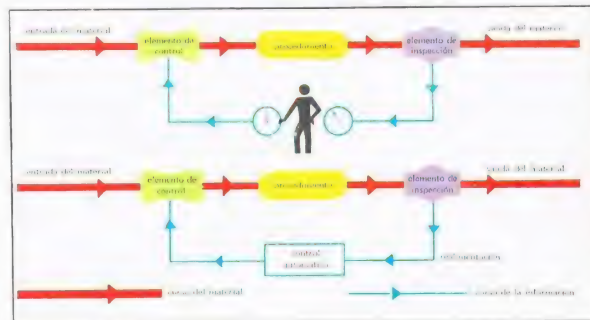 entrada del material
elemento de control
procedimiento
elemento de inspección
salida del material
entrada del material
elemento de control
procedimiento
elemento de inspección
salida del material
control automático
realimentación
curso del material
curso de la información